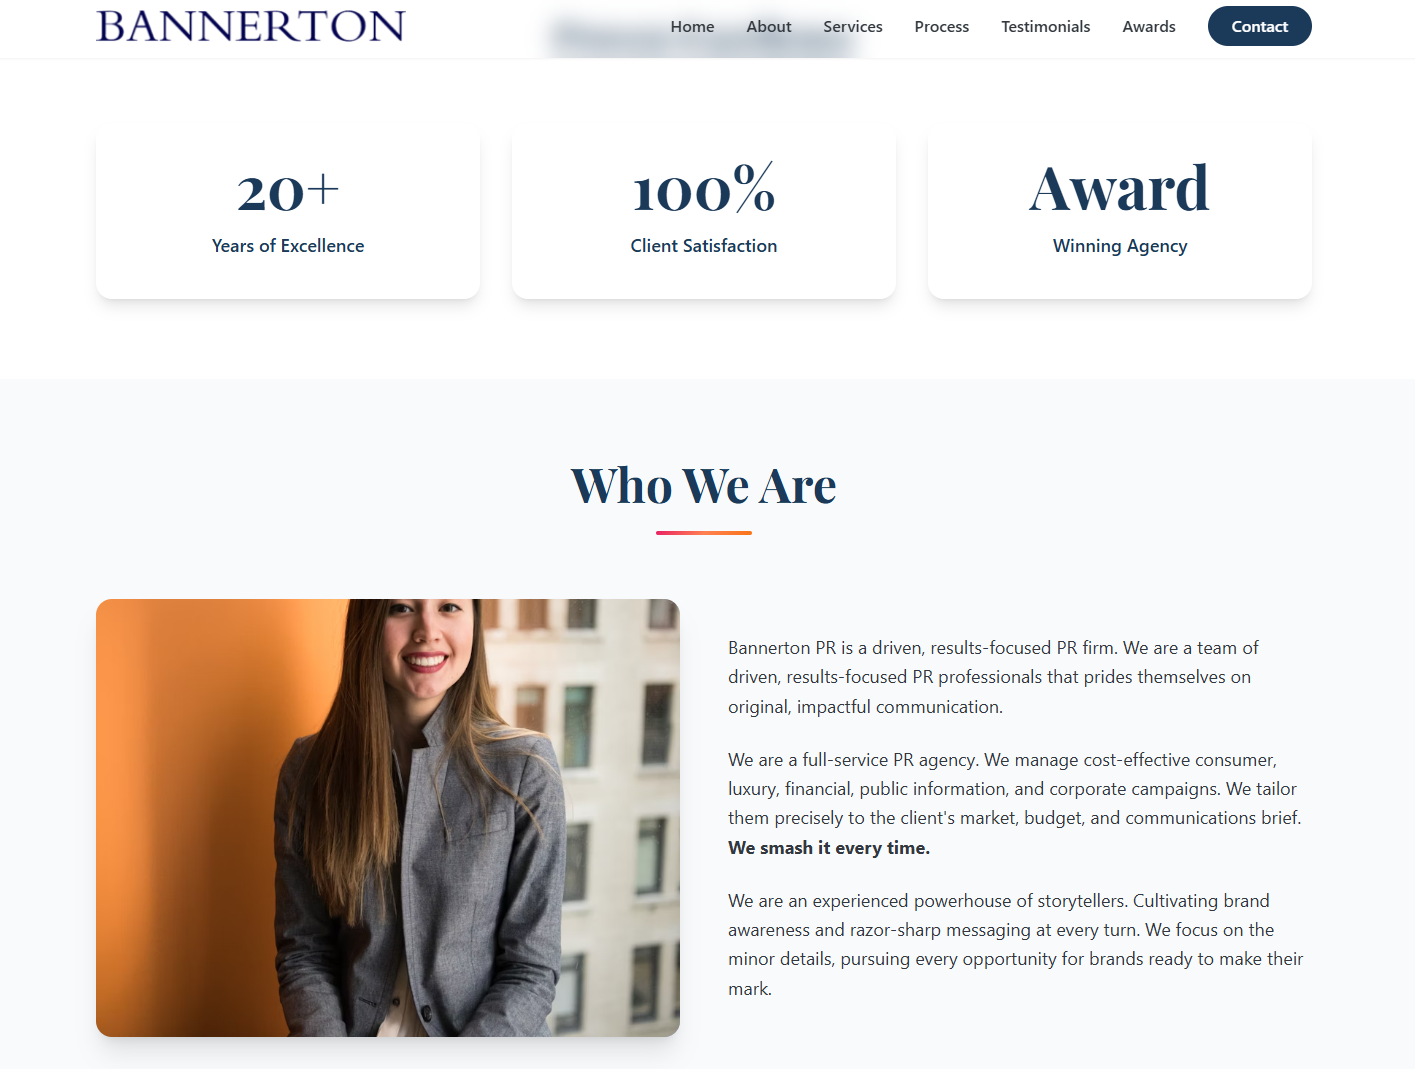 BANNERTON
Home About Services Process Testimonials Awards Contact
20+
Years of Excellence
100%
Client Satisfaction
Award
Winning Agency
Who We Are
Bannerton PR is a driven, results-focused PR firm. We are a team of
driven, results-focused PR professionals that prides themselves on
original, impactful communication.
We are a full-service PR agency. We manage cost-effective consumer,
luxury, financial, public information, and corporate campaigns. We tailor
them precisely to the client's market, budget, and communications brief.
We smash it every time.
We are an experienced powerhouse of storytellers. Cultivating brand
awareness and razor-sharp messaging at every turn. We focus on the
minor details, pursuing every opportunity for brands ready to make their
mark.